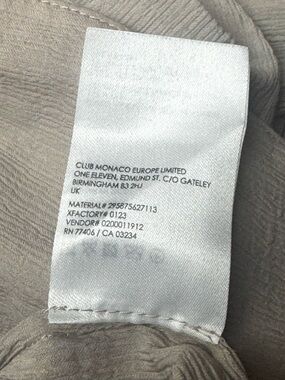 CLUB MONACO EUROPE LIMITED
ONE ELEVEN, EDMUND ST, C/O GATELEY
BIRMINGHAM B3 2HJ
UK
MATERIAL# 295875627113
XFACTORY# 0123
VENDOR# 0200011912
RN 77406 / CA 03234